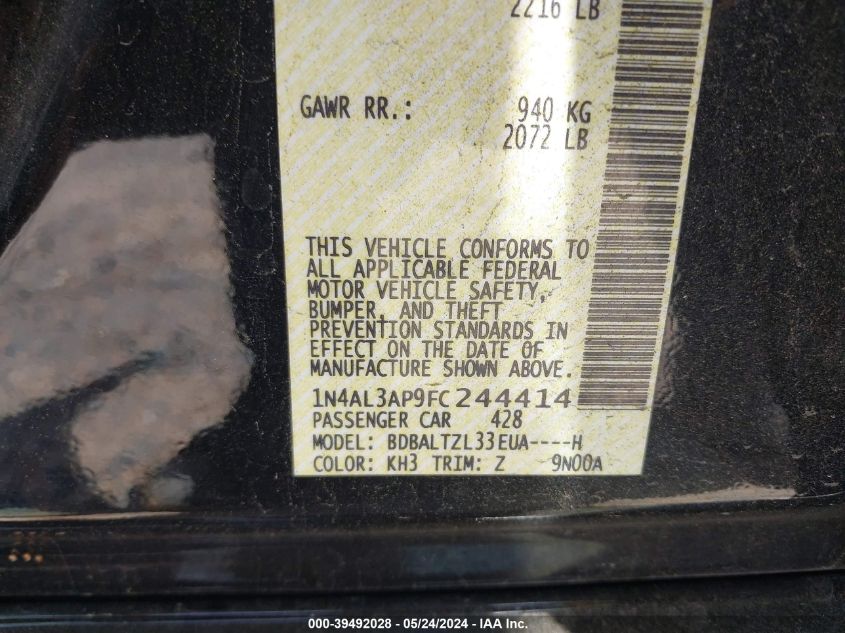 2216 LB
GAWR RR.: 940 KG
2072 LB
THIS VEHICLE CONFORMS TO
ALL APPLICABLE FEDERAL
MOTOR VEHICLE SAFETY,
BUMPER, AND THEFT
PREVENTION STANDARDS IN
EFFECT ON THE DATE OF
MANUFACTURE SHOWN ABOVE.
1N4AL3AP9FC244414
PASSENGER CAR 428
MODEL: BDBALTZL33EUA----H
COLOR: KH3 TRIM: Z 9N00A
000-39492028 - 05/24/2024 - IAA Inc.